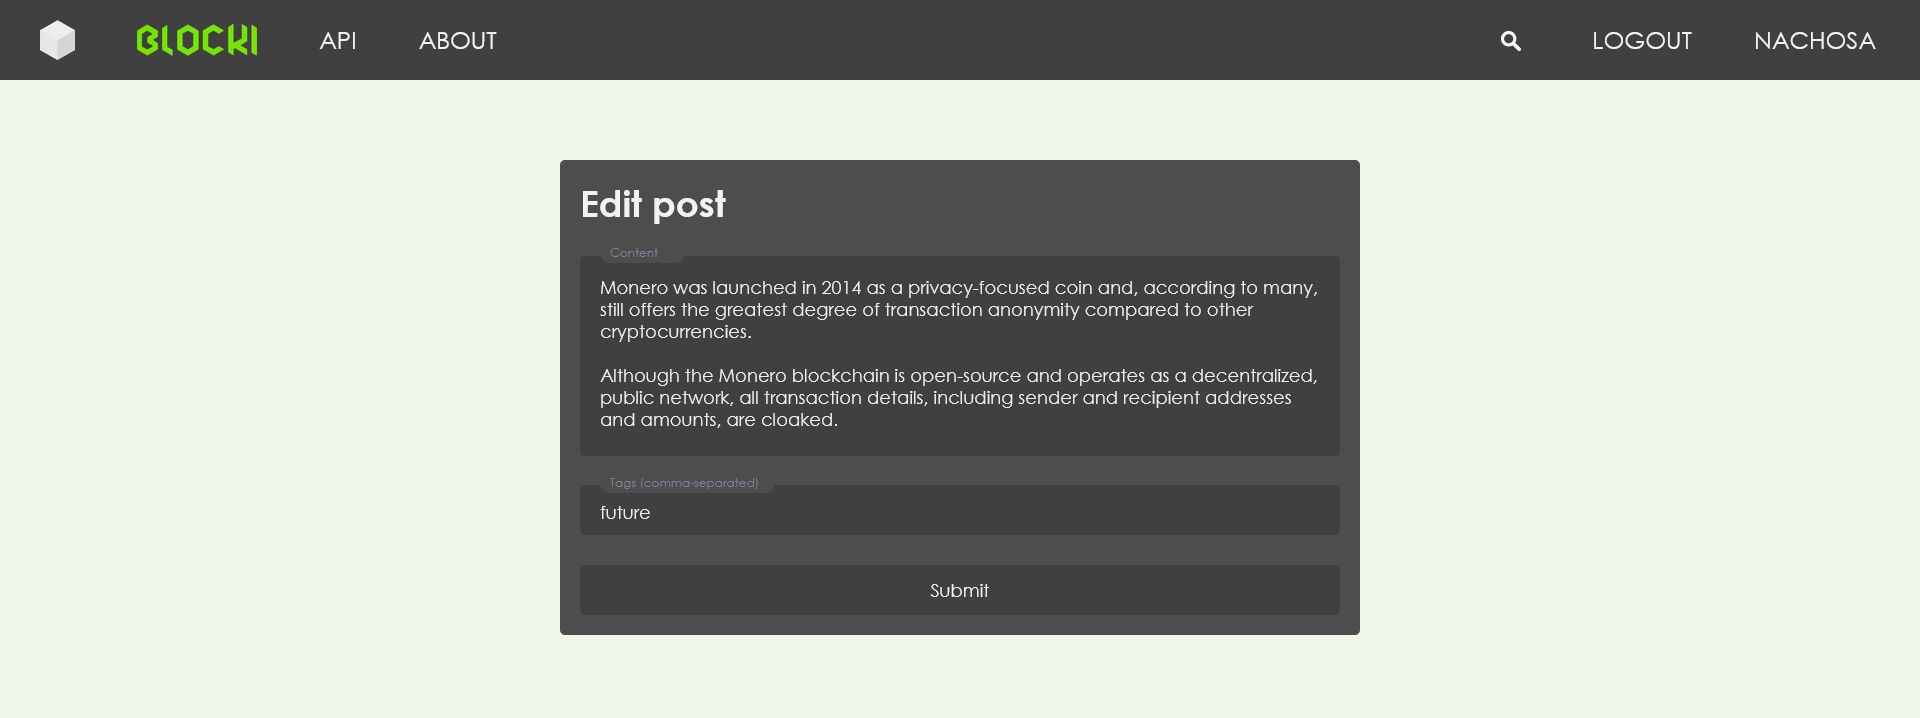 BLOCKI
API
ABOUT
LOGOUT
NACHOSA
Edit post
Content
Monero was launched in 2014 as a privacy-focused coin and, according to many,
still offers the greatest degree of transaction anonymity compared to other
cryptocurrencies.
Although the Monero blockchain is open-source and operates as a decentralized,
public network, all transaction details, including sender and recipient addresses
and amounts, are cloaked.
Tags (comma-separated)
future
Submit